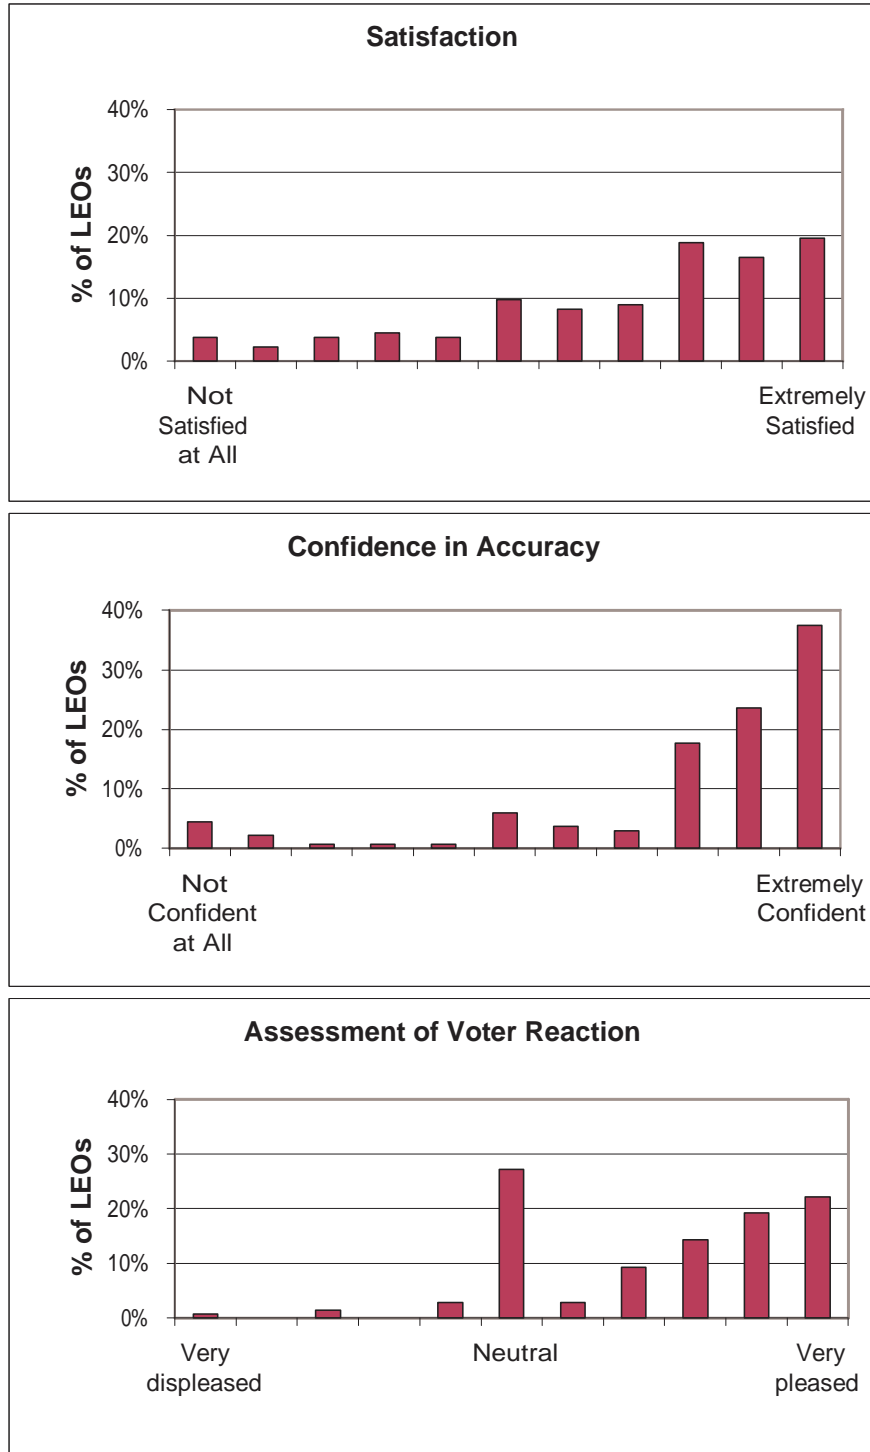 Satisfaction
40%
30%
20%
10%
0%
% of LEOs
Not
Satisfied
at All
Extremely
Satisfied
Confidence in Accuracy
40%
30%
20%
10%
0%
% of LEOs
Not
Confident
at All
Extremely
Confident
Assessment of Voter Reaction
40%
30%
20%
10%
0%
% of LEOs
Very
displeased
Neutral
Very
pleased